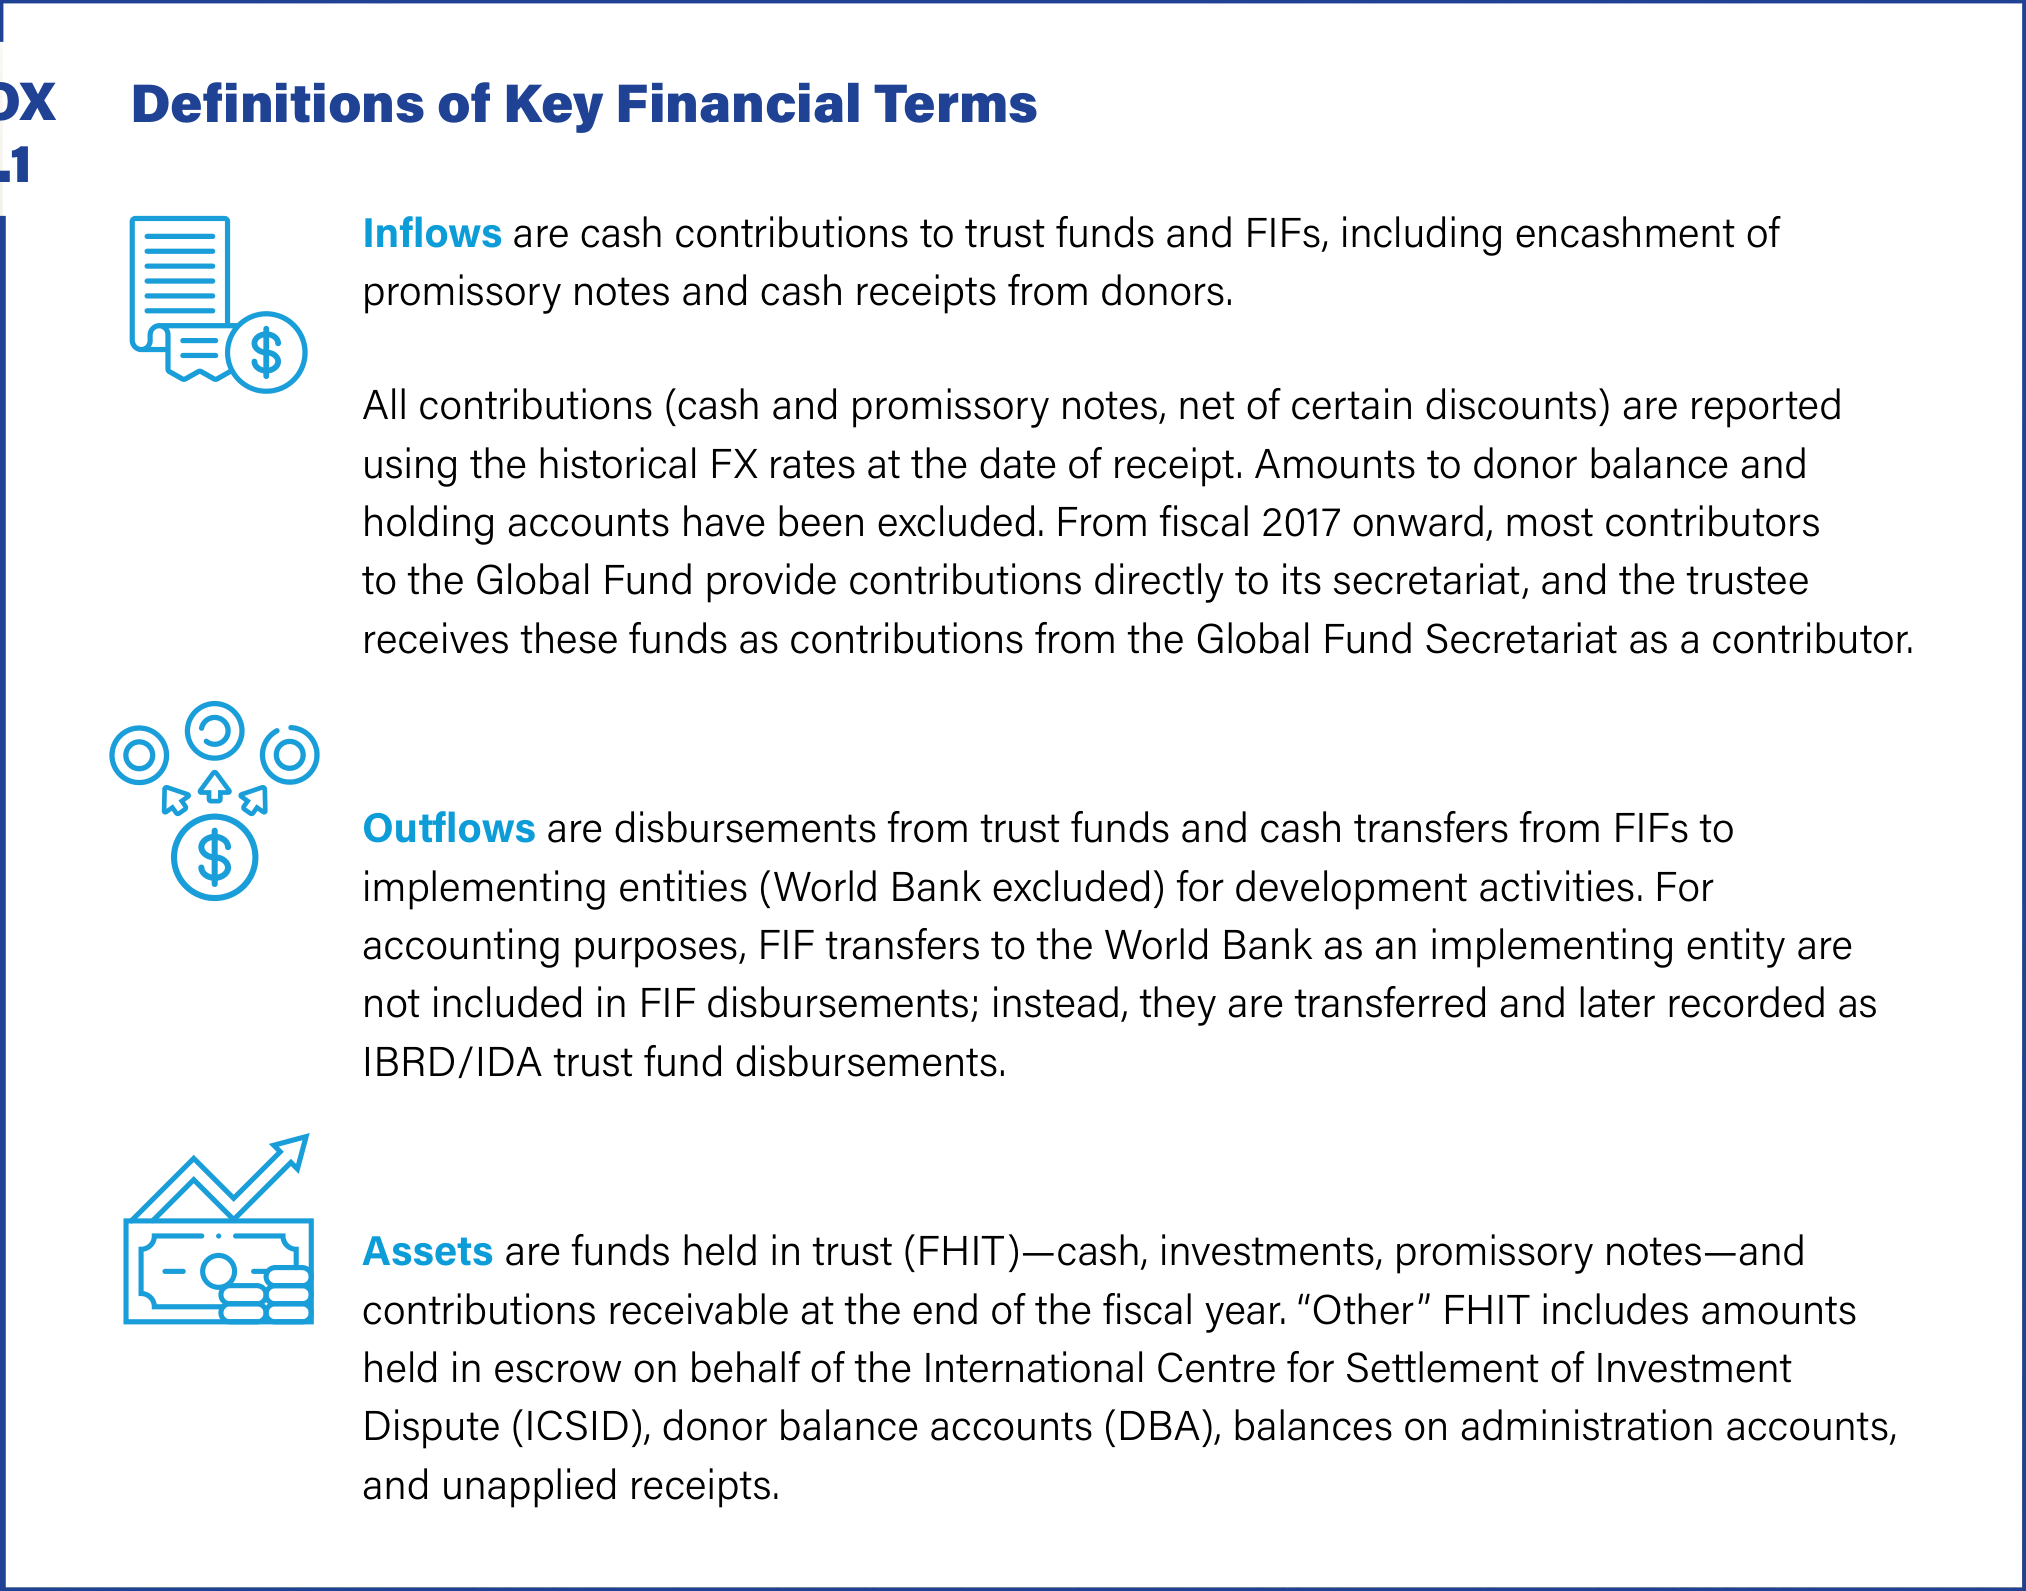 OX Definitions of Key Financial Terms
.1
Inflows are cash contributions to trust funds and FIFs, including encashment of
promissory notes and cash receipts from donors.
All contributions (cash and promissory notes, net of certain discounts) are reported
using the historical FX rates at the date of receipt. Amounts to donor balance and
holding accounts have been excluded. From fiscal 2017 onward, most contributors
to the Global Fund provide contributions directly to its secretariat, and the trustee
receives these funds as contributions from the Global Fund Secretariat as a contributor.
Outflows are disbursements from trust funds and cash transfers from FIFs to
implementing entities (World Bank excluded) for development activities. For
accounting purposes, FIF transfers to the World Bank as an implementing entity are
not included in FIF disbursements; instead, they are transferred and later recorded as
IBRD/IDA trust fund disbursements.
Assets are funds held in trust (FHIT)—cash, investments, promissory notes—and
contributions receivable at the end of the fiscal year. “Other” FHIT includes amounts
held in escrow on behalf of the International Centre for Settlement of Investment
Dispute (ICSID), donor balance accounts (DBA), balances on administration accounts,
and unapplied receipts.